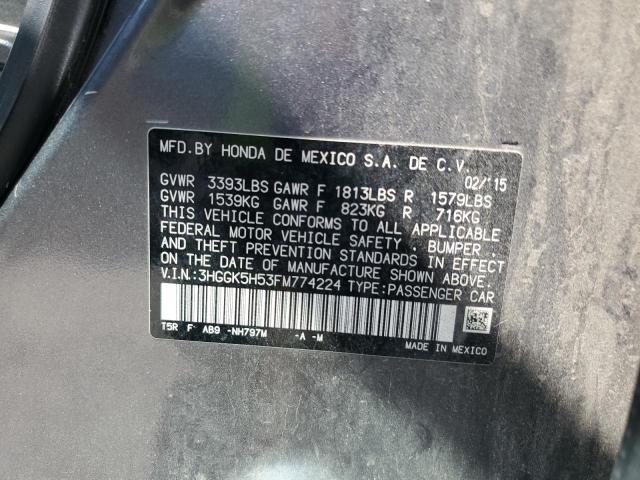 MFD.BY HONDA DE MEXICO S.A. DE C.V.
02/'15
GVWR 3393LBS GAWR F 1813LBS R 1579LBS
GVWR 1539KG GAWR F 823KG R 716KG
THIS VEHICLE CONFORMS TO ALL APPLICABLE
FEDERAL MOTOR VEHICLE SAFETY , BUMPER ,
AND THEFT PREVENTION STANDARDS IN EFFECT
ON THE DATE OF MANUFACTURE SHOWN ABOVE.
V.I.N.:3HGGK5H53FM774224 TYPE:PASSENGER CAR
T5R F AB9 -NH797M -A -M
MADE IN MEXICO